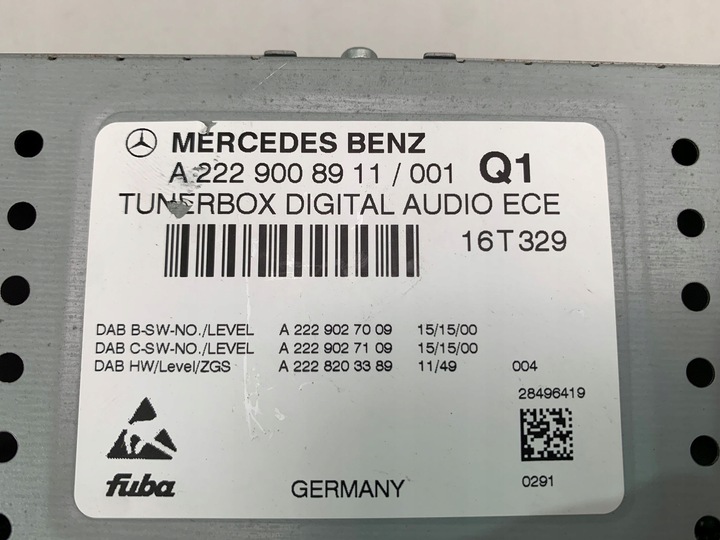 MERCEDES BENZ
A 222 900 89 11 / 001 Q1
TUNERBOX DIGITAL AUDIO ECE
16T329
DAB B-SW-NO./LEVEL A 222 902 70 09 15/15/00
DAB C-SW-NO./LEVEL A 222 902 71 09 15/15/00
DAB HW/Level/ZGS A 222 820 33 89 11/49 004
28496419
fuba
GERMANY
0291